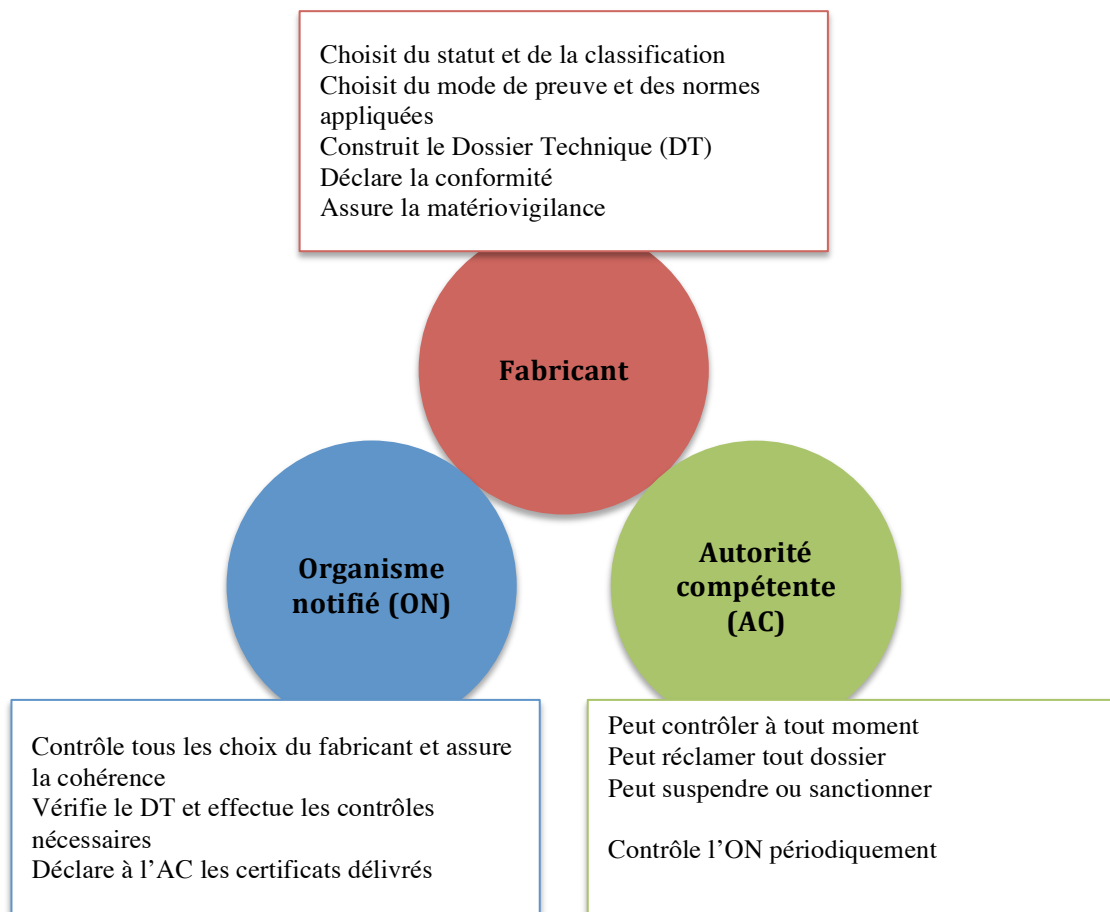 Choisit du statut et de la classification
Choisit du mode de preuve et des normes
appliquées
Construit le Dossier Technique (DT)
Déclare la conformité
Assure la matériovigilance
Fabricant
Organisme
notifié (ON)
Autorité
compétente
(AC)
Contrôle tous les choix du fabricant et assure
la cohérence
Vérifie le DT et effectue les contrôles
nécessaires
Déclare à l’AC les certificats délivrés
Peut contrôler à tout moment
Peut réclamer tout dossier
Peut suspendre ou sanctionner
Contrôle l’ON périodiquement